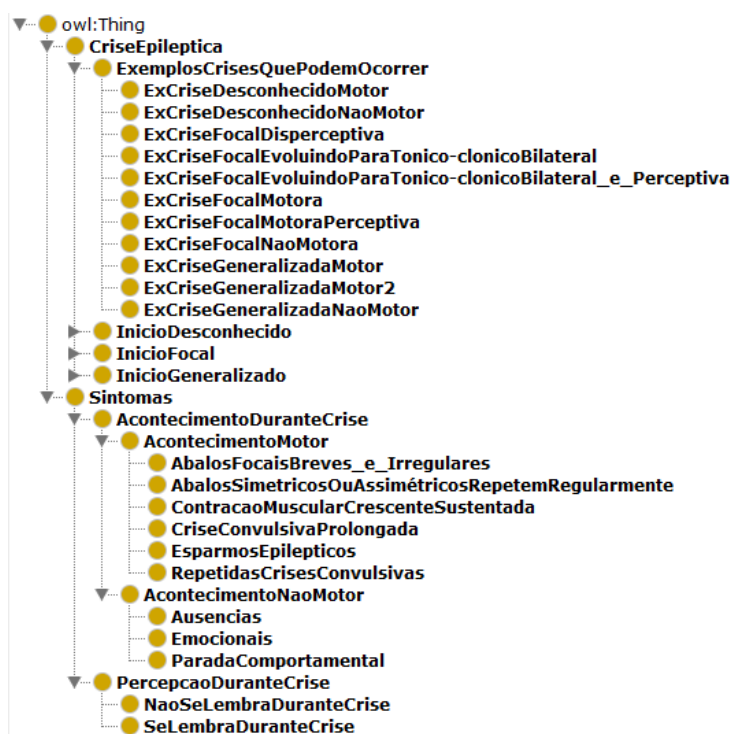 owl:Thing
CriseEpileptica
ExemplosCrisesQuePodemOcorrer
ExCriseDesconhecidoMotor
ExCriseDesconhecidoNaoMotor
ExCriseFocalDisperceptiva
ExCriseFocalEvoluindoParaTonico-clonicoBilateral
ExCriseFocalEvoluindoParaTonico-clonicoBilateral_e_Perceptiva
ExCriseFocalMotora
ExCriseFocalMotoraPerceptiva
ExCriseFocalNaoMotora
ExCriseGeneralizadaMotor
ExCriseGeneralizadaMotor2
ExCriseGeneralizadaNaoMotor
InicioDesconhecido
InicioFocal
InicioGeneralizado
Sintomas
AcontecimentoDuranteCrise
AcontecimentoMotor
AbalosFocaisBreves_e_Irregulares
AbalosSimetricosOuAssimétricosRepetemRegularmente
ContracaoMuscularCrescenteSustentada
CriseConvulsivaProlongada
EsparmosEpilepticos
RepetidasCrisesConvulsivas
AcontecimentoNaoMotor
Ausencias
Emocionais
ParadaComportamental
PercepcaoDuranteCrise
NaoSeLembraDuranteCrise
SeLembraDuranteCrise